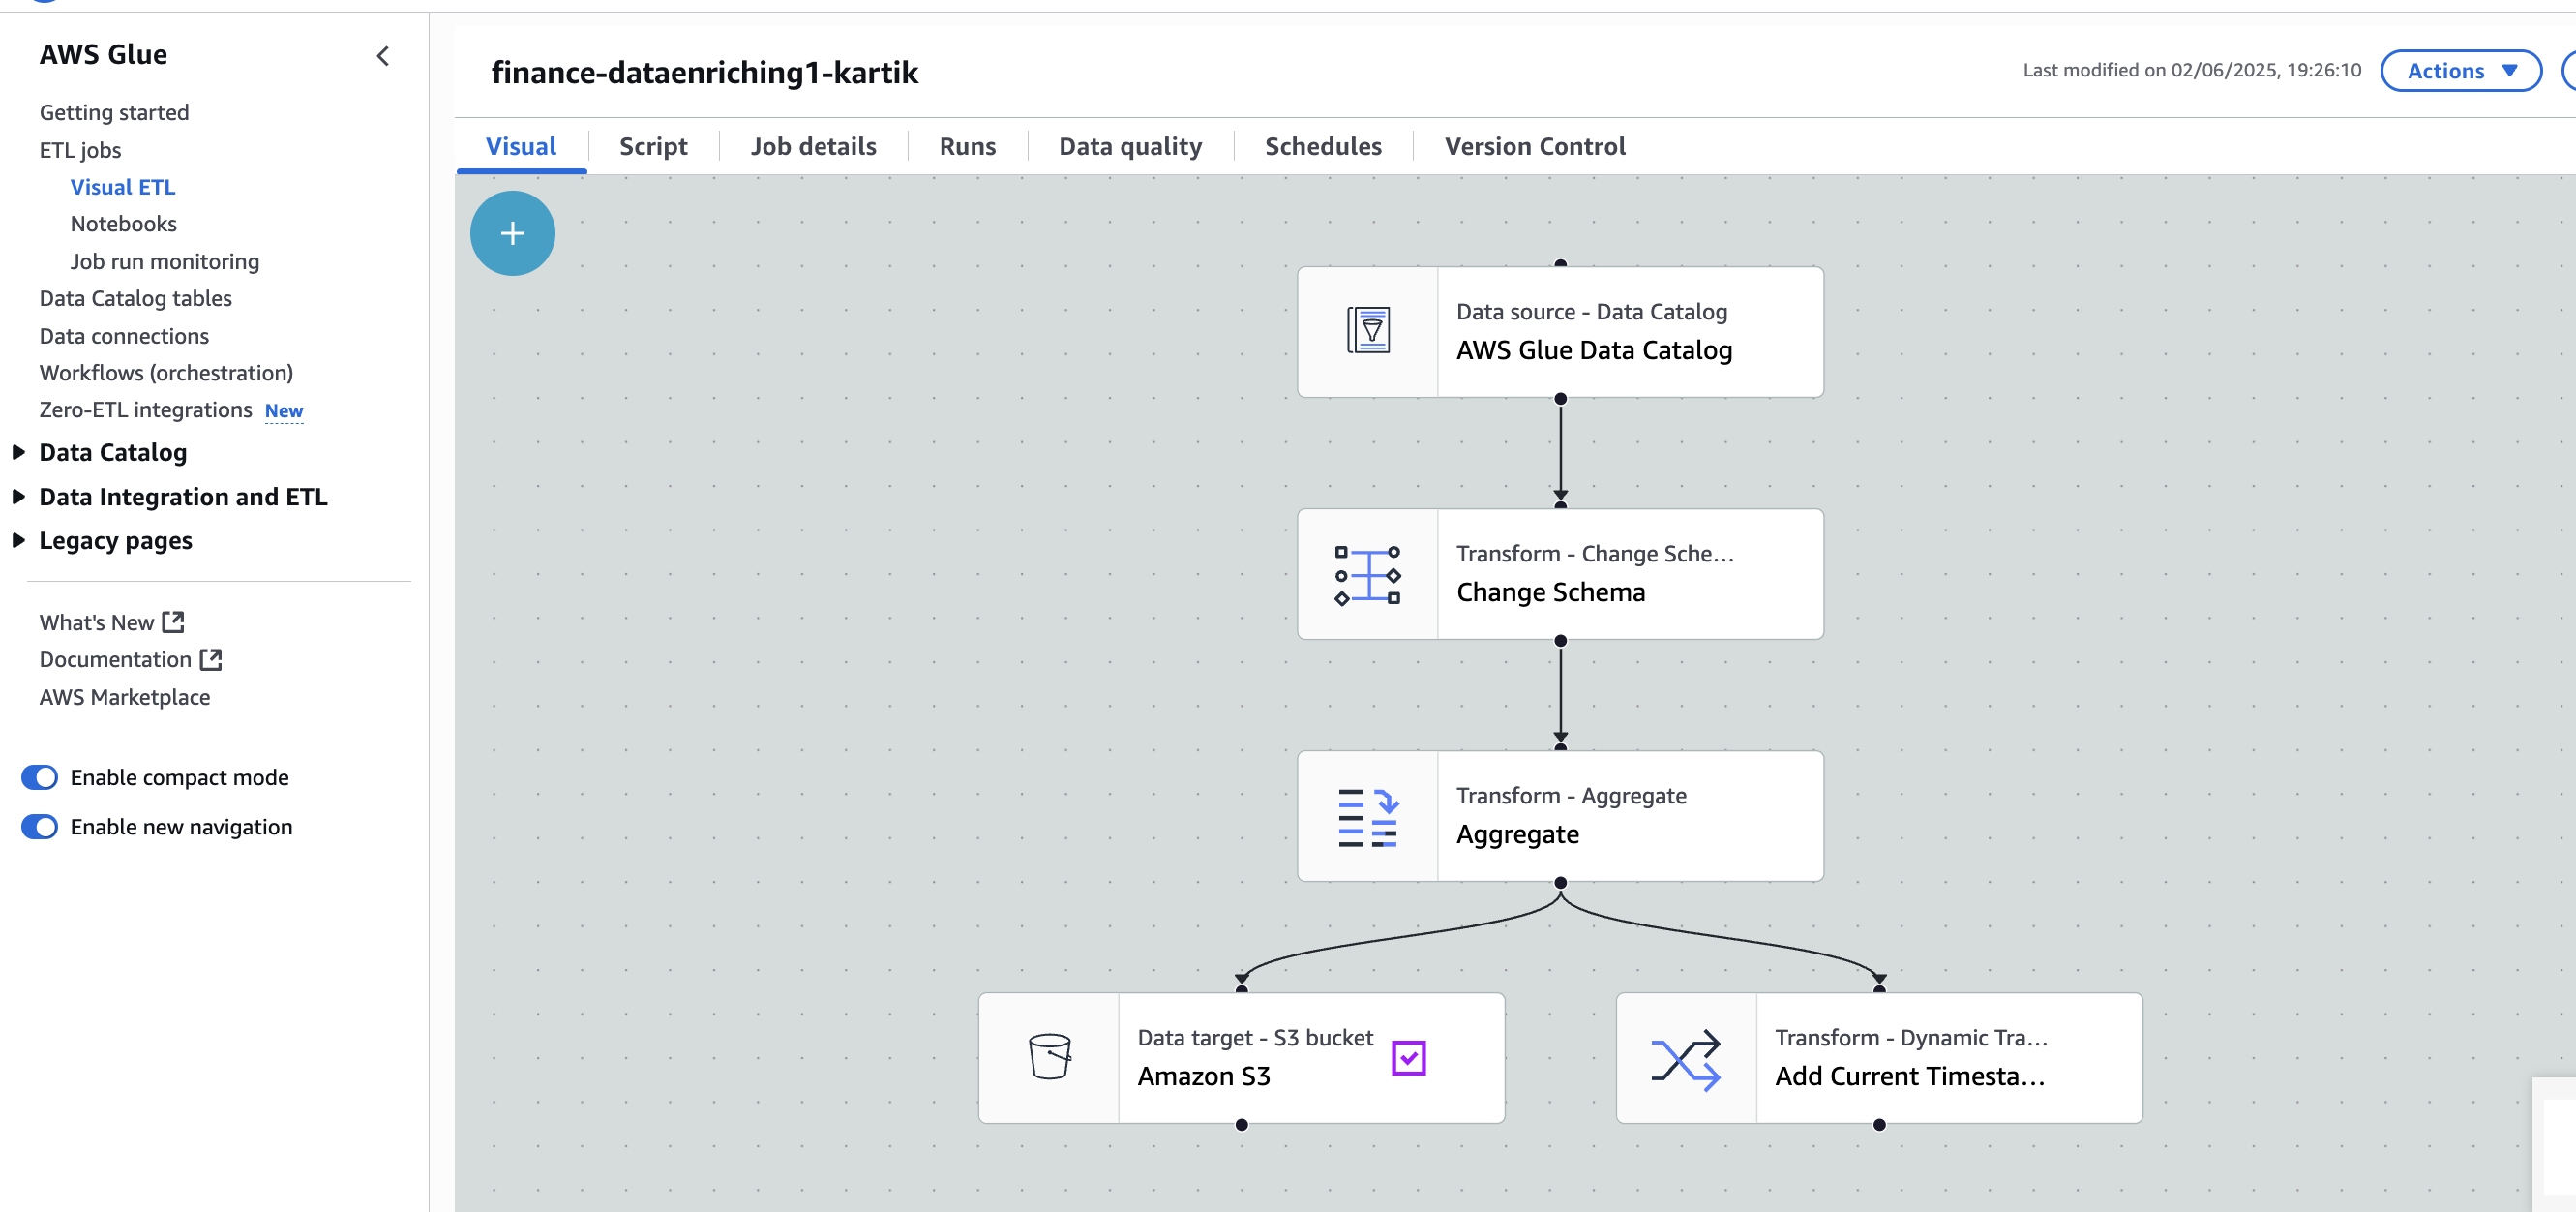 AWS Glue
Getting started
ETL jobs
Visual ETL
Notebooks
Job run monitoring
Data Catalog tables
Data connections
Workflows (orchestration)
Zero-ETL integrations New
Data Catalog
Data Integration and ETL
Legacy pages
What's New
Documentation
AWS Marketplace
Enable compact mode
Enable new navigation
finance-dataenriching1-kartik
Last modified on 02/06/2025, 19:26:10
Actions
Visual
Script
Job details
Runs
Data quality
Schedules
Version Control
Data source - Data Catalog
AWS Glue Data Catalog
Transform - Change Sche...
Change Schema
Transform - Aggregate
Aggregate
Data target - S3 bucket
Amazon S3
Transform - Dynamic Tra...
Add Current Timesta...